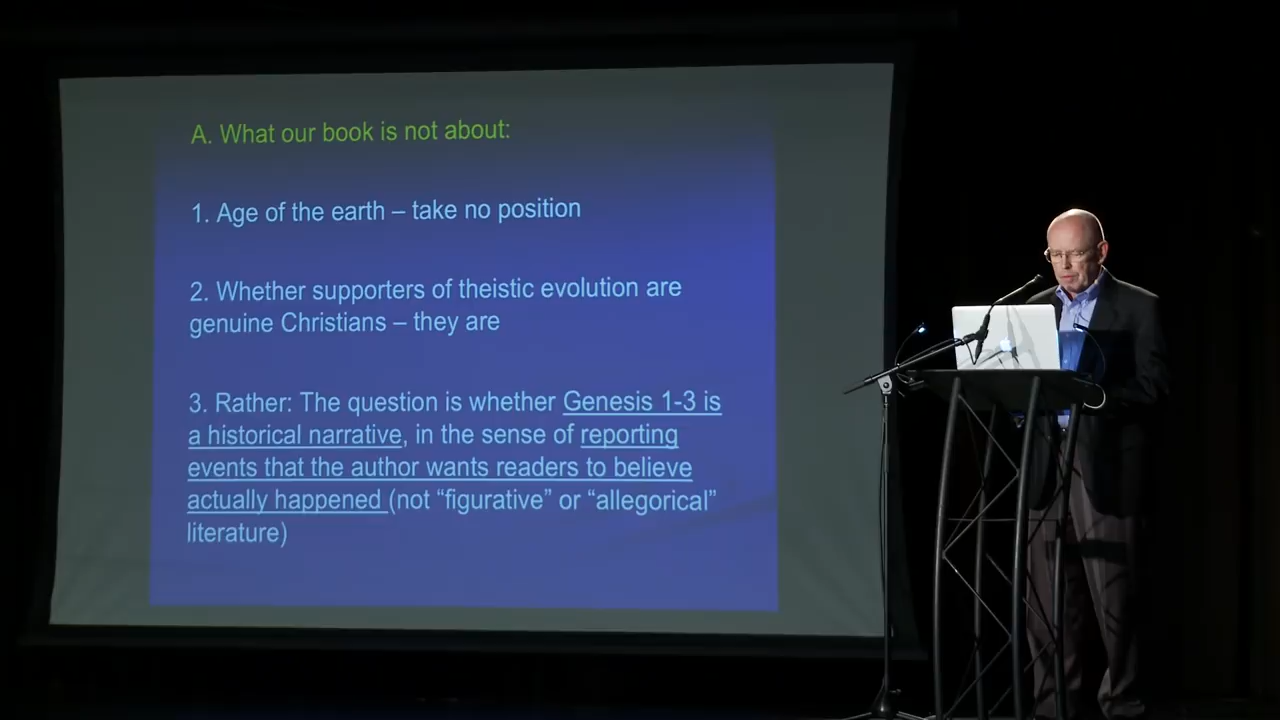 A. What our book is not about:
1. Age of the earth – take no position
2. Whether supporters of theistic evolution are
genuine Christians – they are
3. Rather: The question is whether Genesis 1-3 is
a historical narrative, in the sense of reporting
events that the author wants readers to believe
actually happened (not “figurative” or “allegorical”
literature)